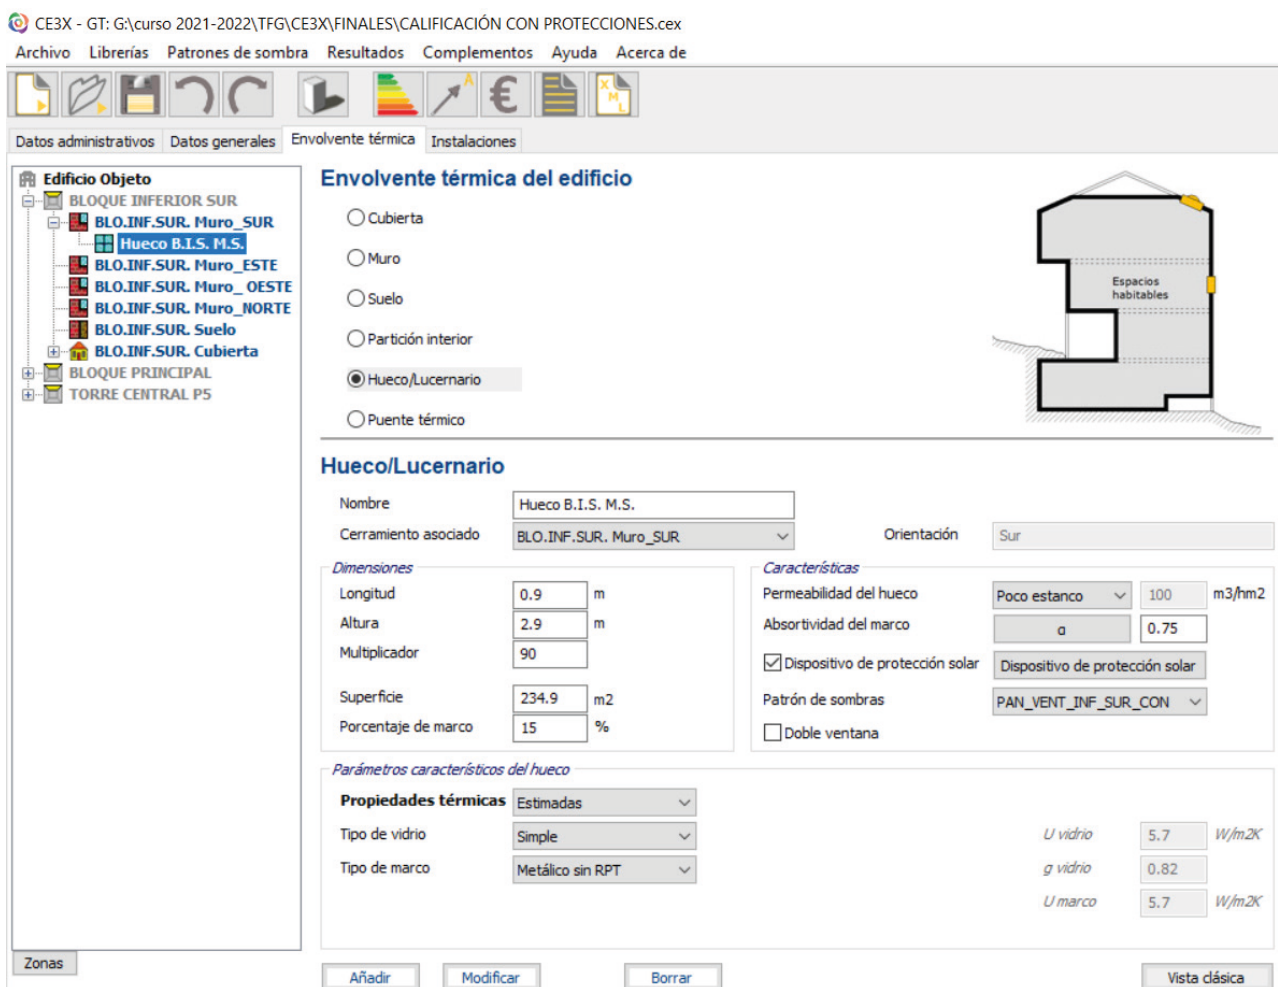 CE3X - GT: G:\curso 2021-2022\TFG\CE3X\FINALES\CALIFICACIÓN CON PROTECCIONES.cex
Archivo Librerías Patrones de sombra Resultados Complementos Ayuda Acerca de
A € X M L
Datos administrativos Datos generales Envolvente térmica Instalaciones
Edificio Objeto
BLOQUE INFERIOR SUR
BLO.INF.SUR. Muro_SUR
Hueco B.I.S. M.S.
BLO.INF.SUR. Muro_ESTE
BLO.INF.SUR. Muro_ OESTE
BLO.INF.SUR. Muro_NORTE
BLO.INF.SUR. Suelo
BLO.INF.SUR. Cubierta
BLOQUE PRINCIPAL
TORRE CENTRAL P5
Zonas
Envolvente térmica del edificio
Cubierta
Muro
Suelo
Partición interior
Hueco/Lucernario
Puente térmico
Espacios
habitables
Hueco/Lucernario
Nombre Hueco B.I.S. M.S.
Cerramiento asociado BLO.INF.SUR. Muro_SUR Orientación Sur
Dimensiones
Longitud 0.9 m
Altura 2.9 m
Multiplicador 90
Superficie 234.9 m2
Porcentaje de marco 15 %
Características
Permeabilidad del hueco Poco estanco 100 m3/hm2
Absortividad del marco α 0.75
Dispositivo de protección solar Dispositivo de protección solar
Patrón de sombras PAN_VENT_INF_SUR_CON
Doble ventana
Parámetros característicos del hueco
Propiedades térmicas Estimadas
Tipo de vidrio Simple U vidrio 5.7 W/m2K
Tipo de marco Metálico sin RPT g vidrio 0.82
U marco 5.7 W/m2K
Añadir Modificar Borrar Vista clásica